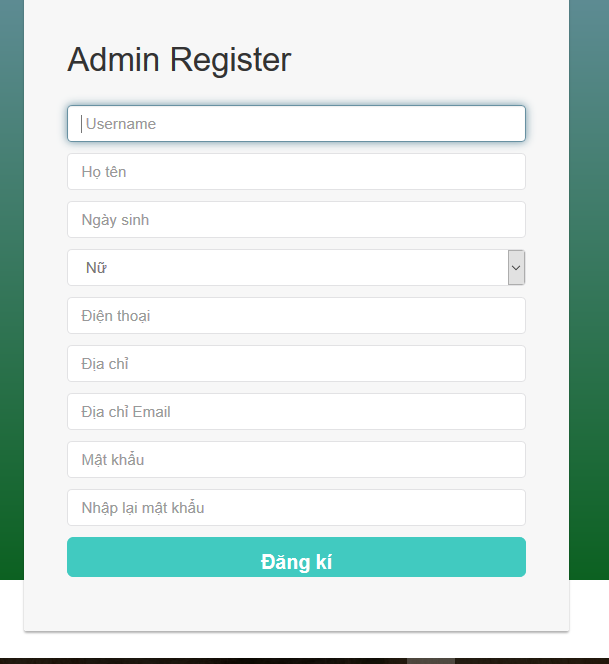 Admin Register
Username
Họ tên
Ngày sinh
Nữ
Điện thoại
Địa chỉ
Địa chỉ Email
Mật khẩu
Nhập lại mật khẩu
Đăng kí